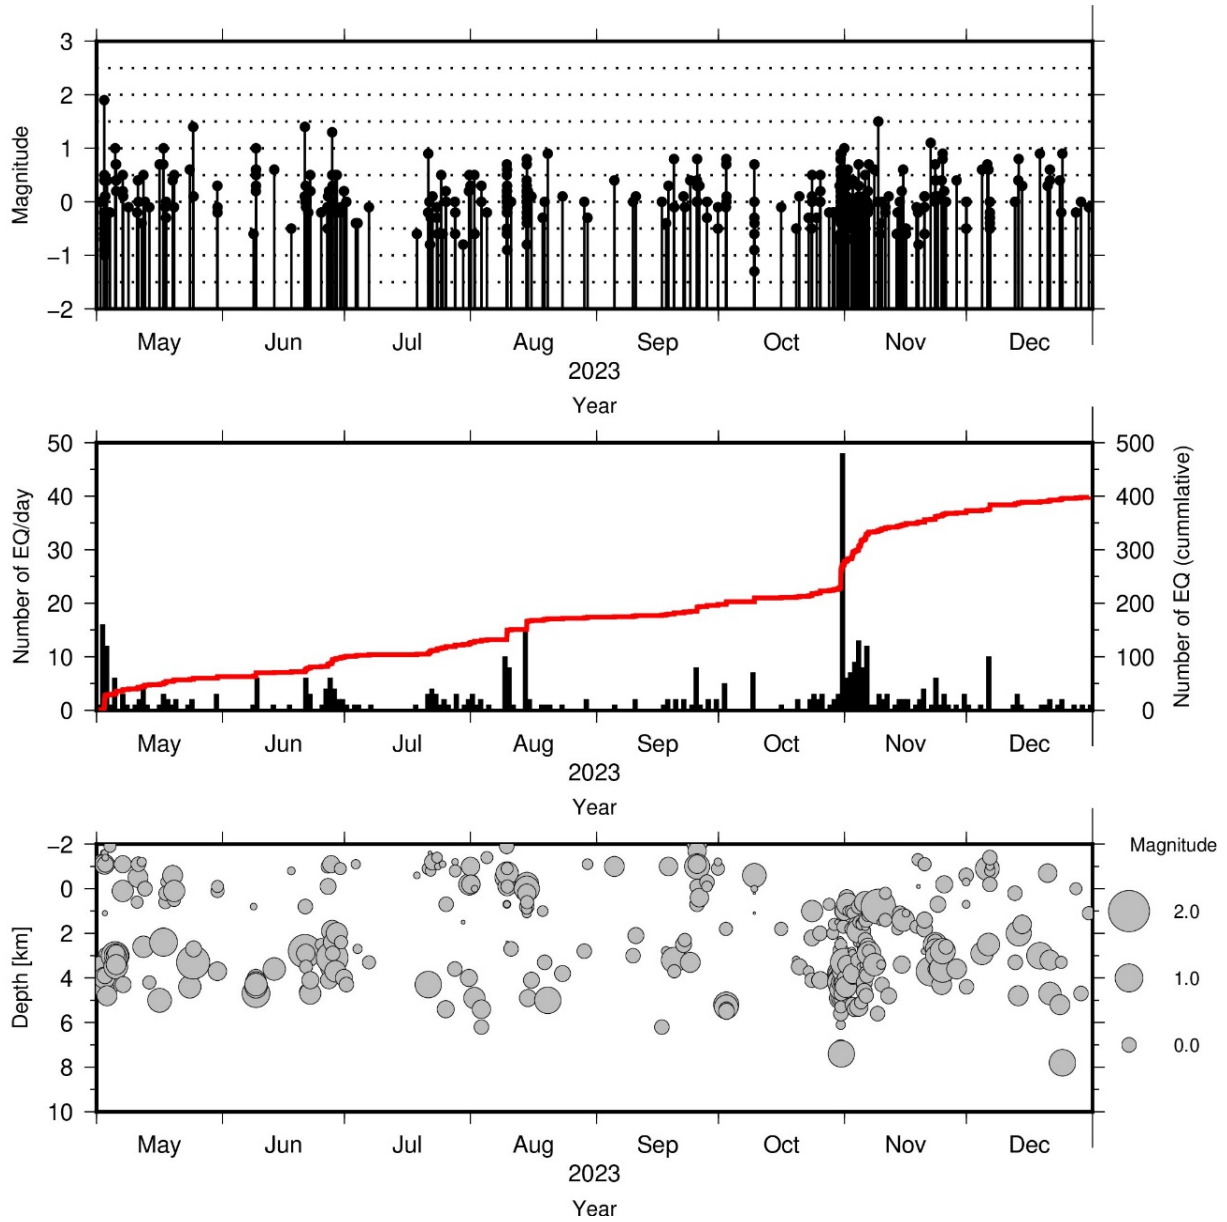 3
2
1
0
−1
−2
Magnitude
May Jun Jul Aug Sep Oct Nov Dec
2023
Year
50
40
30
20
10
0
Number of EQ/day
500
400
300
200
100
0
Number of EQ (cummlative)
May Jun Jul Aug Sep Oct Nov Dec
2023
Year
−2
0
2
4
6
8
10
Depth [km]
Magnitude
2.0
1.0
0.0
May Jun Jul Aug Sep Oct Nov Dec
2023
Year